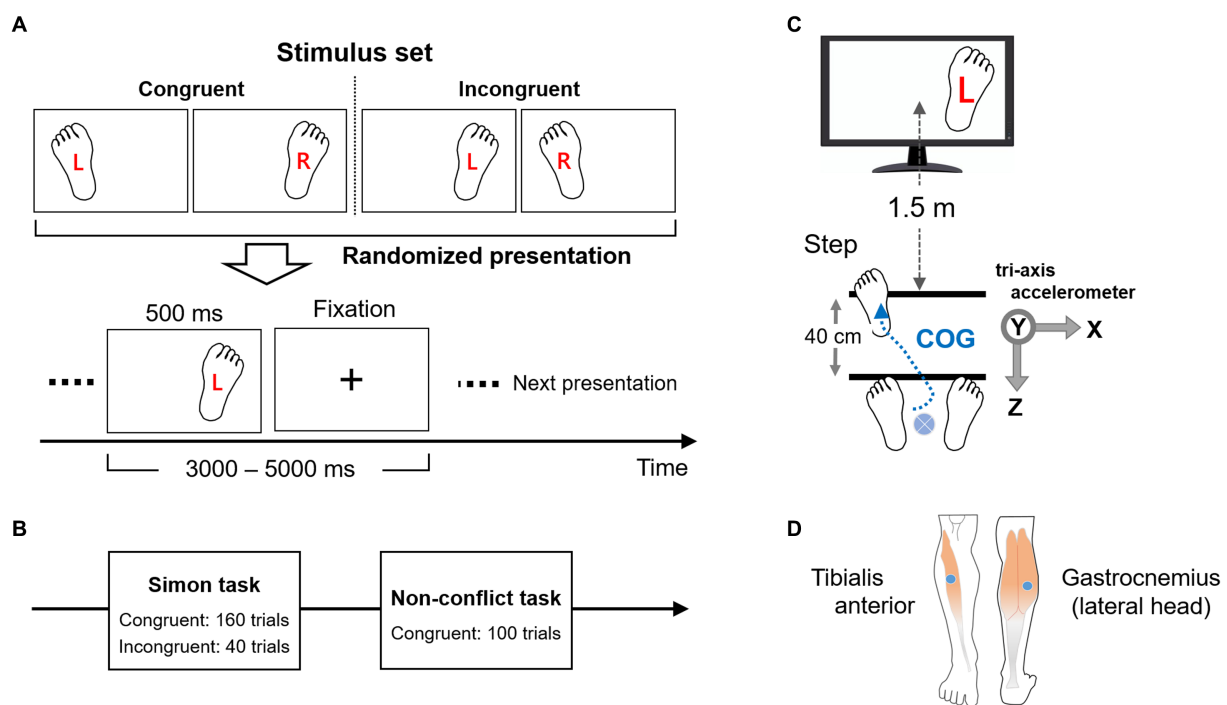 A
Stimulus set
Congruent
Incongruent
L
R
L
R
Randomized presentation
500 ms
Fixation
L
+
Next presentation
3000 – 5000 ms
Time
B
Simon task
Congruent: 160 trials
Incongruent: 40 trials
Non-conflict task
Congruent: 100 trials
C
L
1.5 m
Step
40 cm
COG
tri-axis
accelerometer
Y
X
Z
D
Tibialis
anterior
Gastrocnemius
(lateral head)